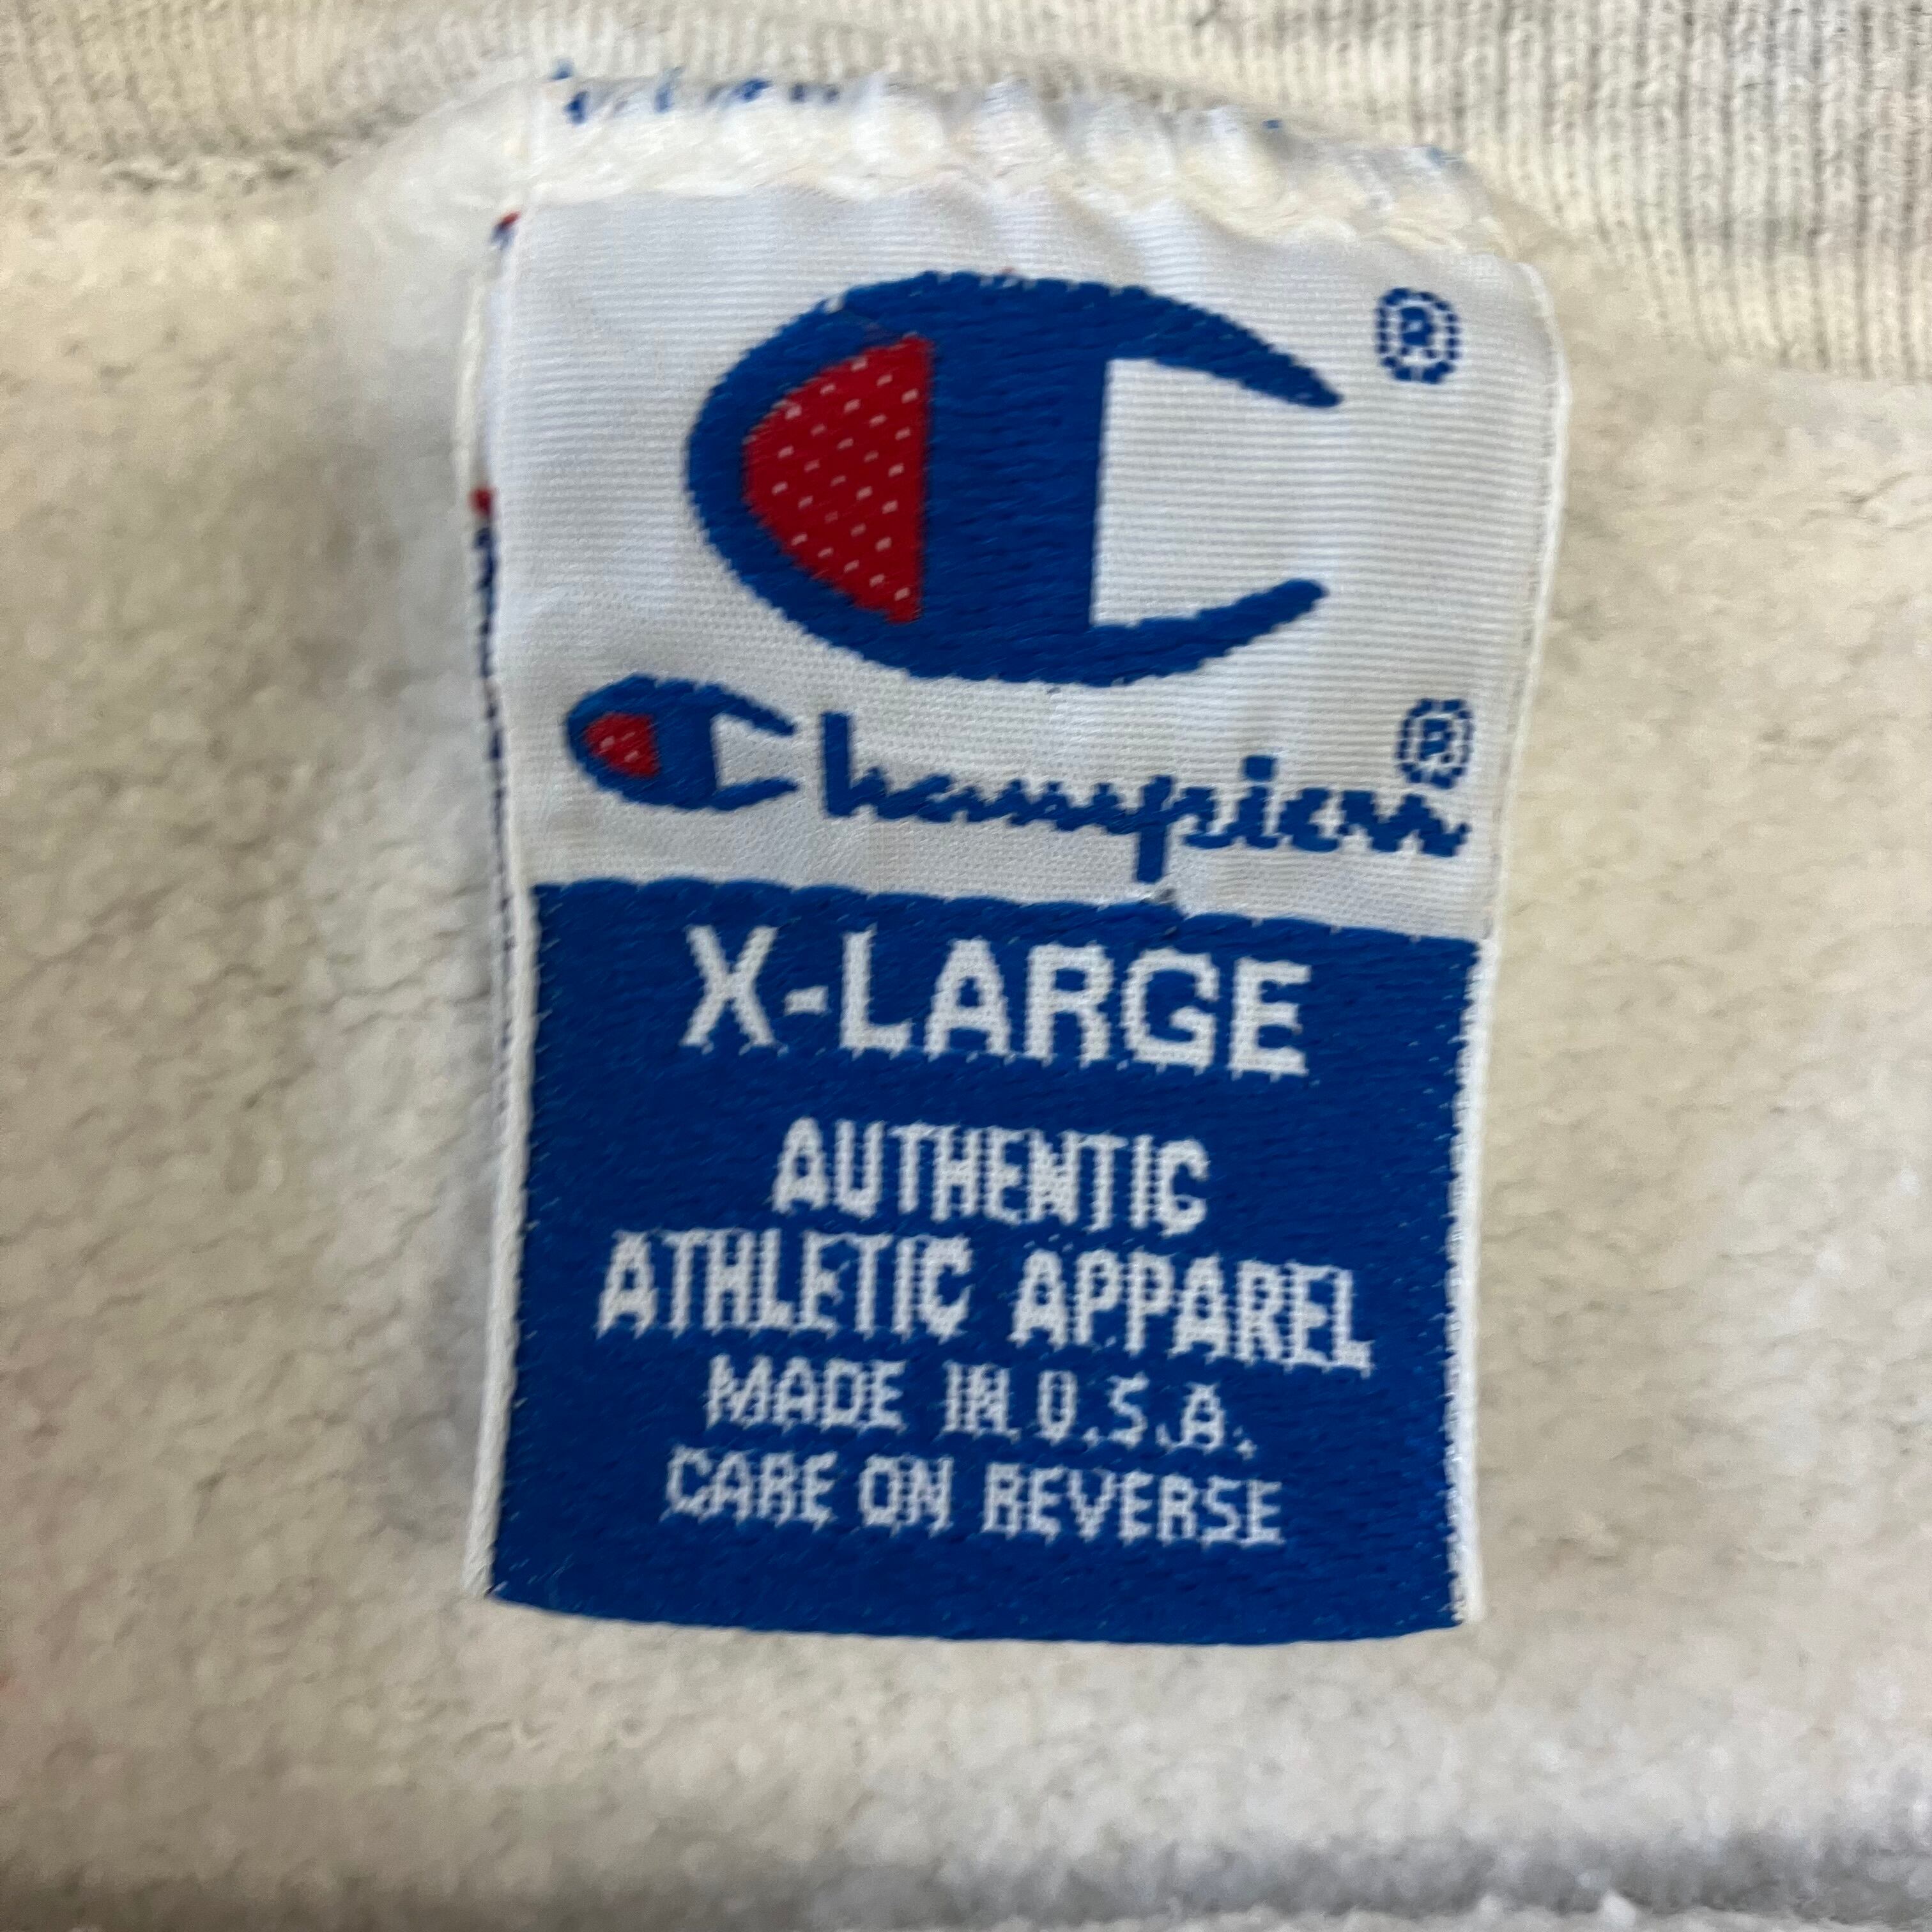 ®
Champion®
X-LARGE
AUTHENTIC
ATHLETIC APPAREL
MADE IN U.S.A.
CARE ON REVERSE